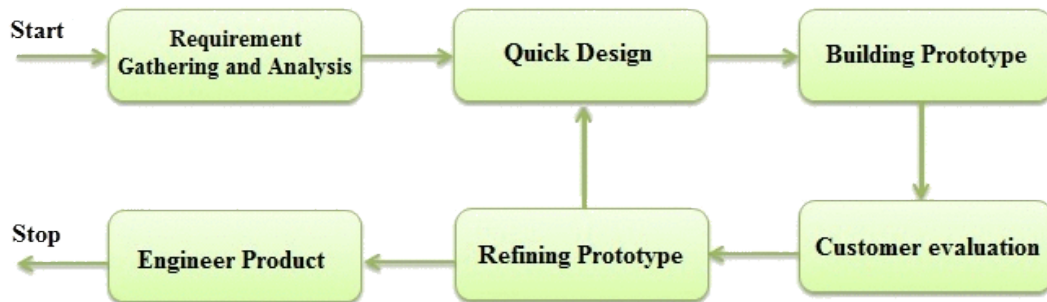 Start
Requirement
Gathering and Analysis
Quick Design
Building Prototype
Stop
Engineer Product
Refining Prototype
Customer evaluation